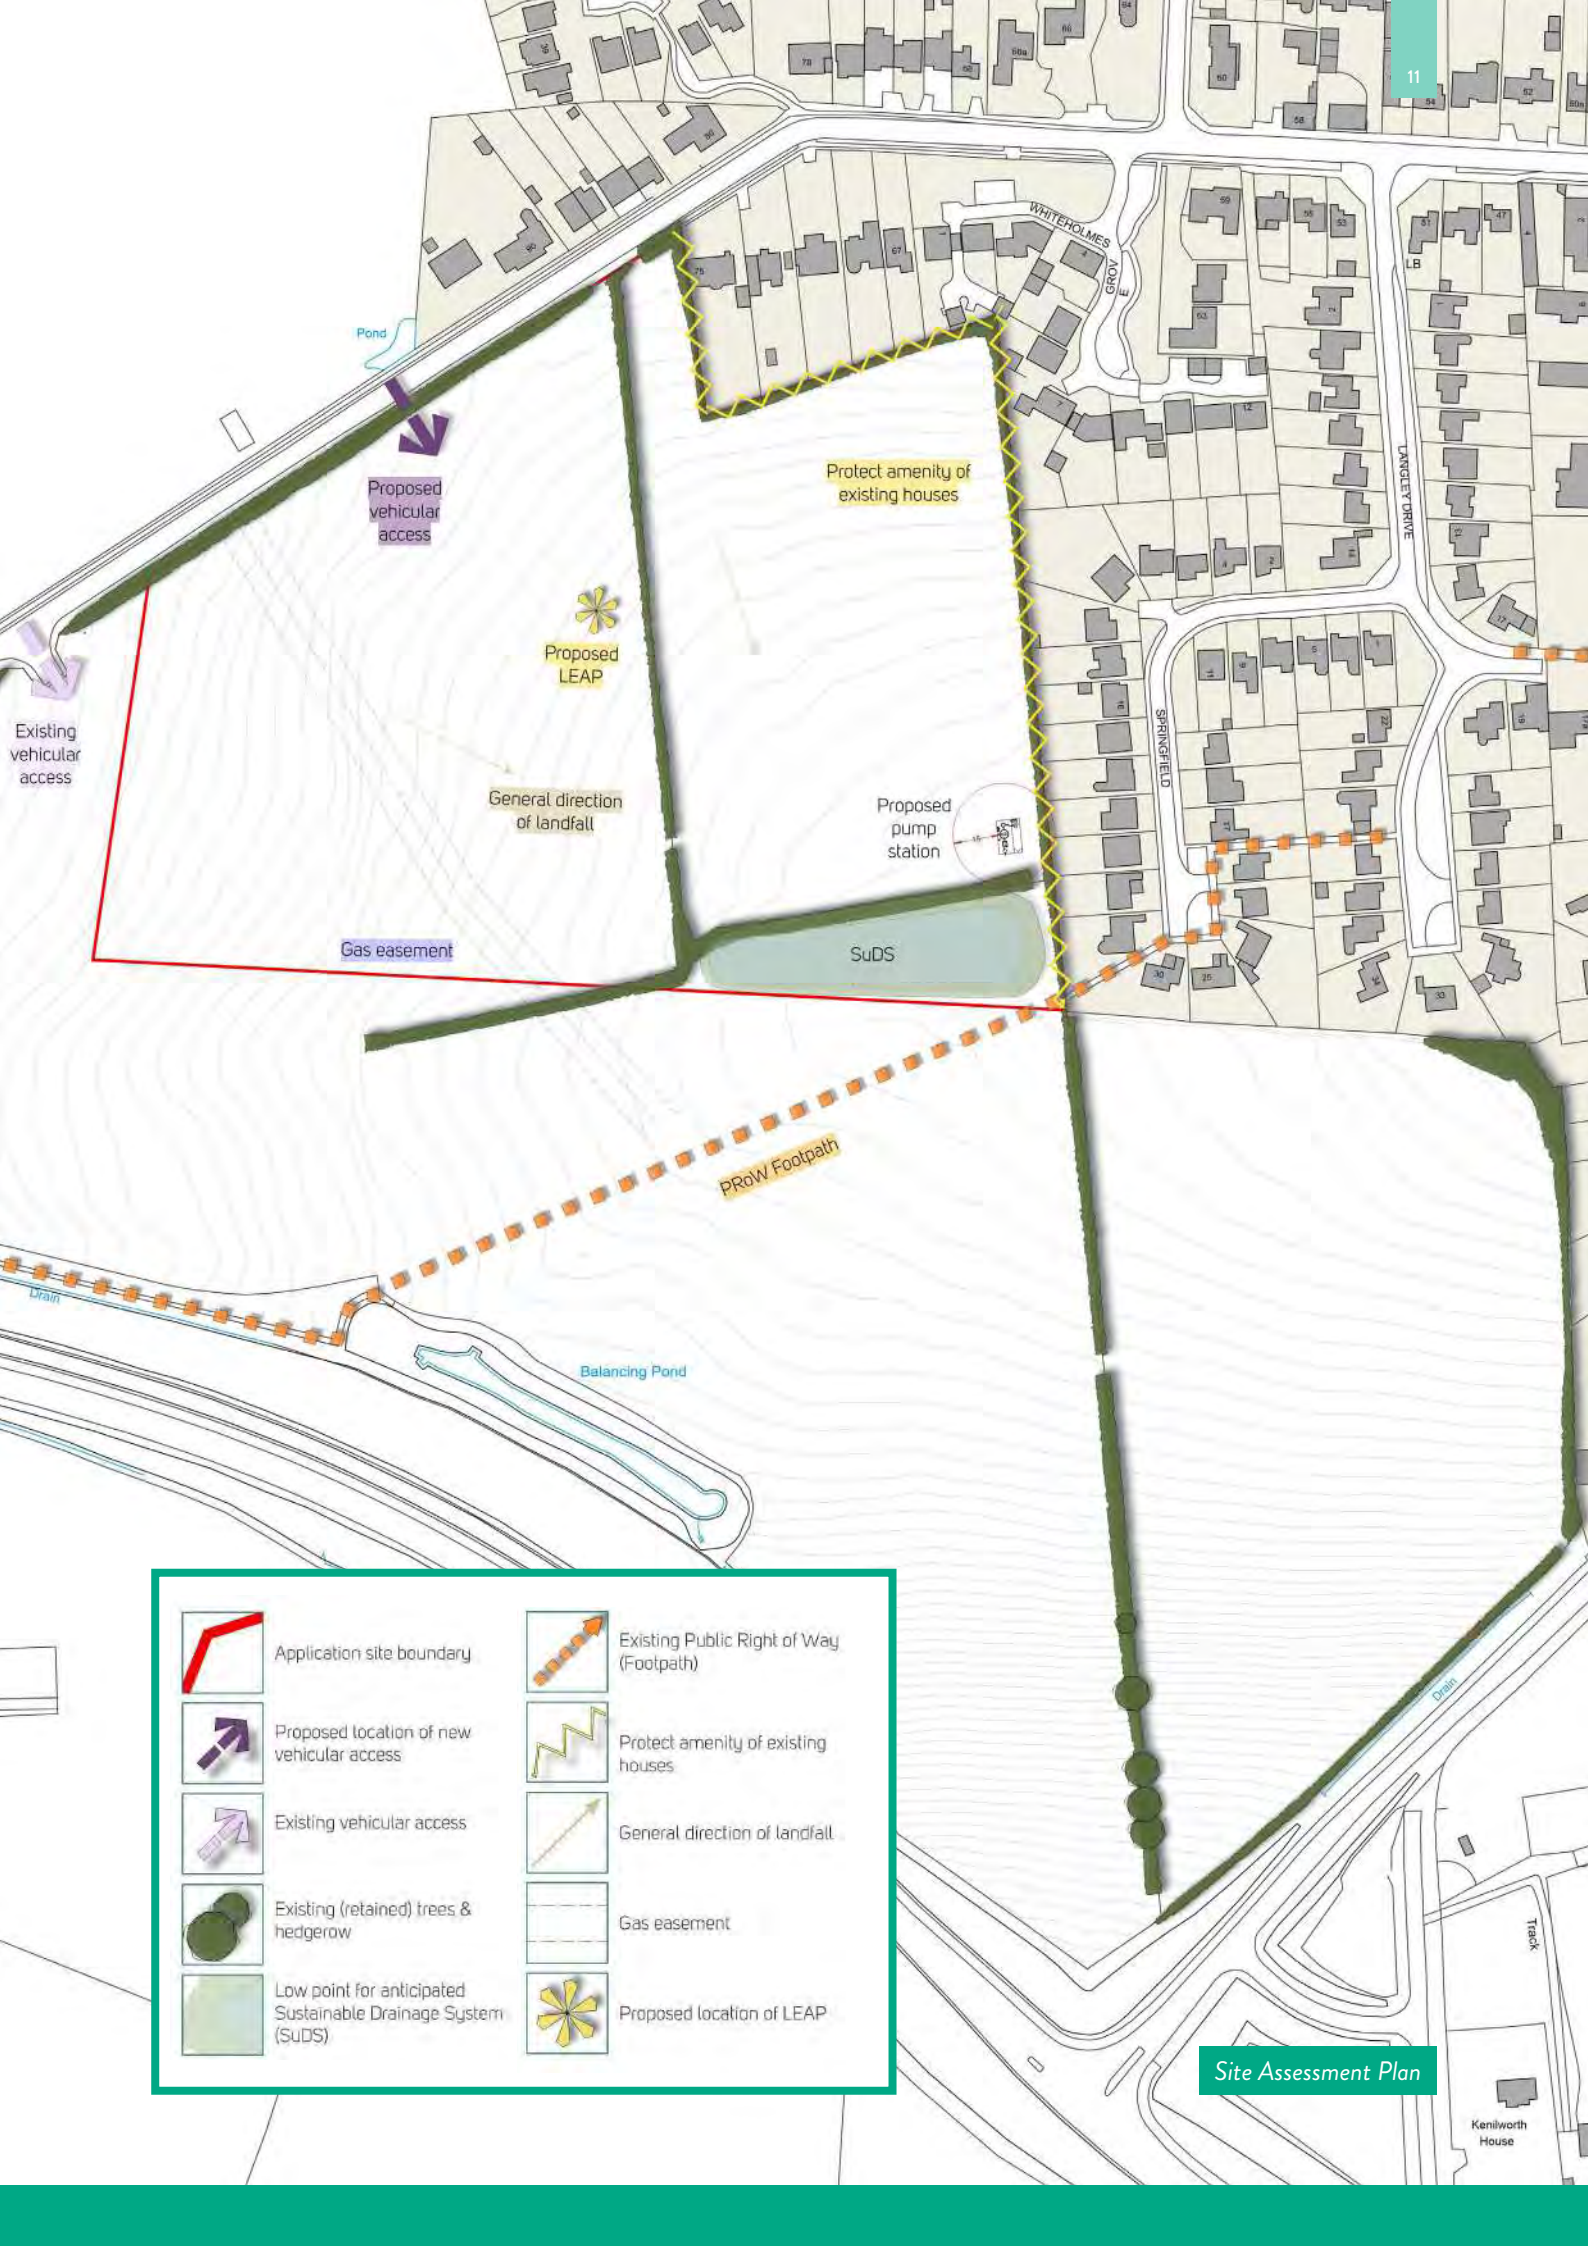 11
Pond
WHITEHOLMES
GROV
E
LB
LANGLEY DRIVE
SPRINGFIELD
Proposed
vehicular
access
Protect amenity of
existing houses
Proposed
LEAP
Existing
vehicular
access
General direction
of landfall
Proposed
pump
station
15
Gas easement
SuDS
PRoW Footpath
Drain
Balancing Pond
Drain
Track
Application site boundary
Proposed location of new
vehicular access
Existing vehicular access
Existing (retained) trees &
hedgerow
Low point for anticipated
Sustainable Drainage System
(SuDS)
Existing Public Right of Way
(Footpath)
Protect amenity of existing
houses
General direction of landfall
Gas easement
Proposed location of LEAP
Site Assessment Plan
Kenilworth
House